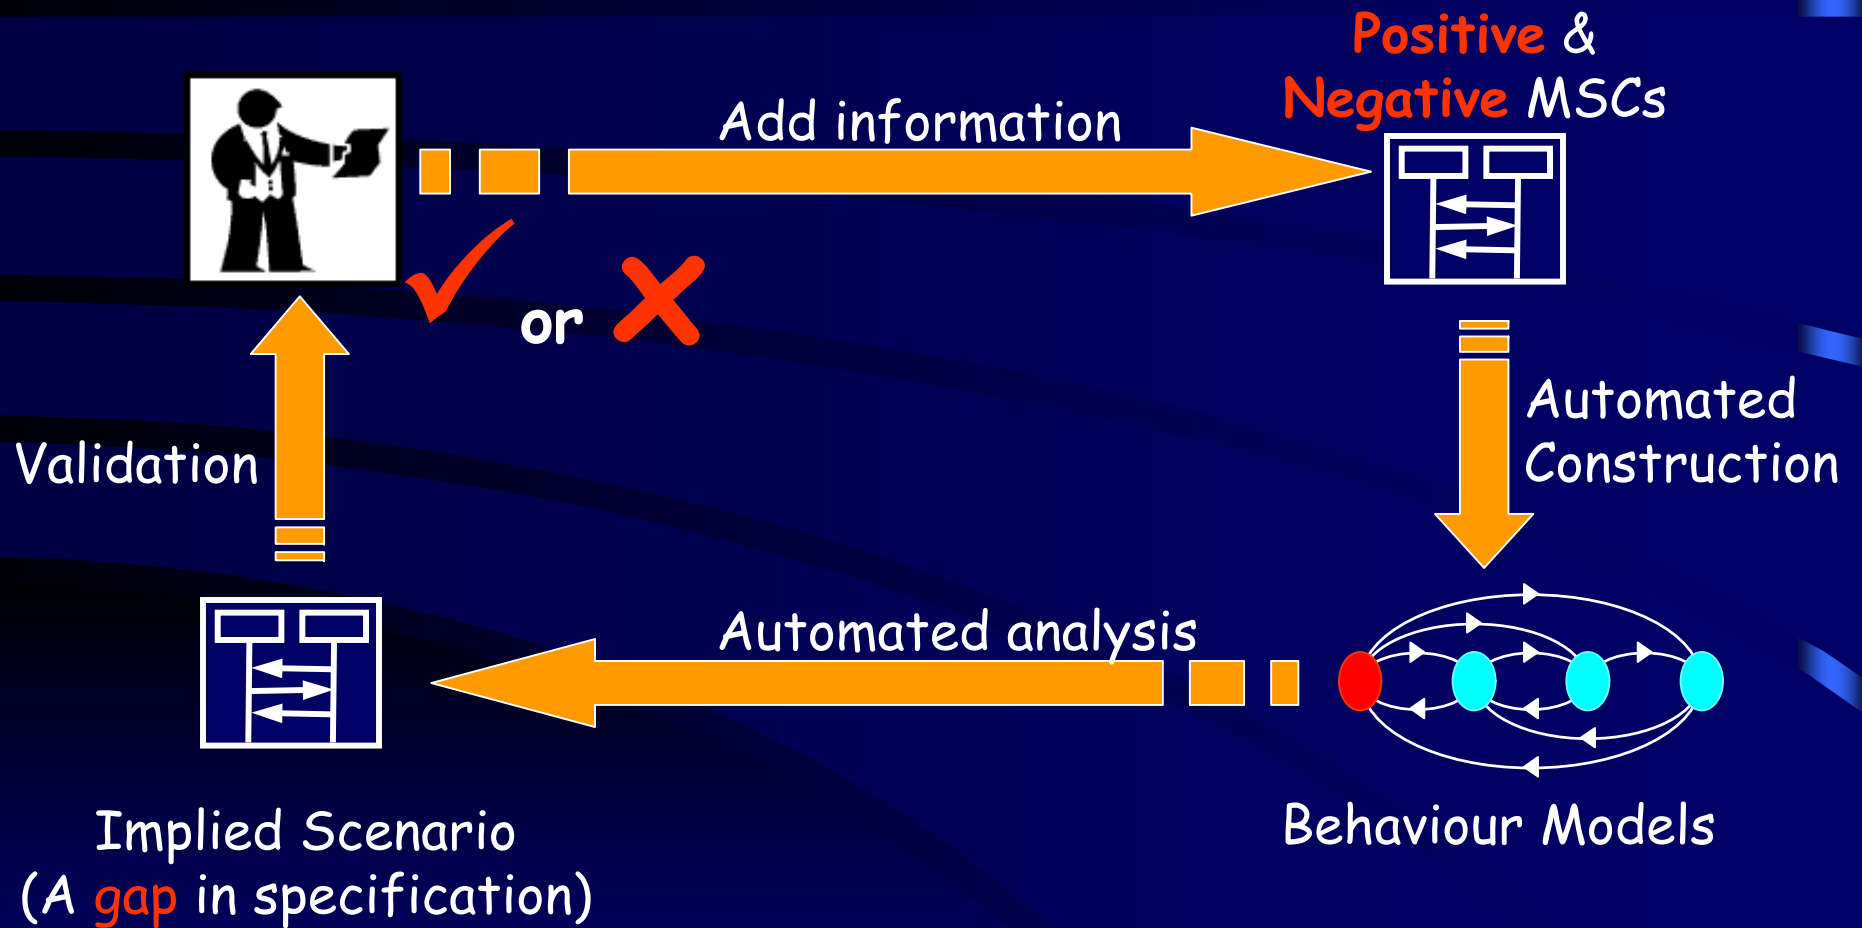 Positive &
Negative MSCs
Add information
or
Automated
Construction
Validation
Automated analysis
Behaviour Models
Implied Scenario
(A gap in specification)